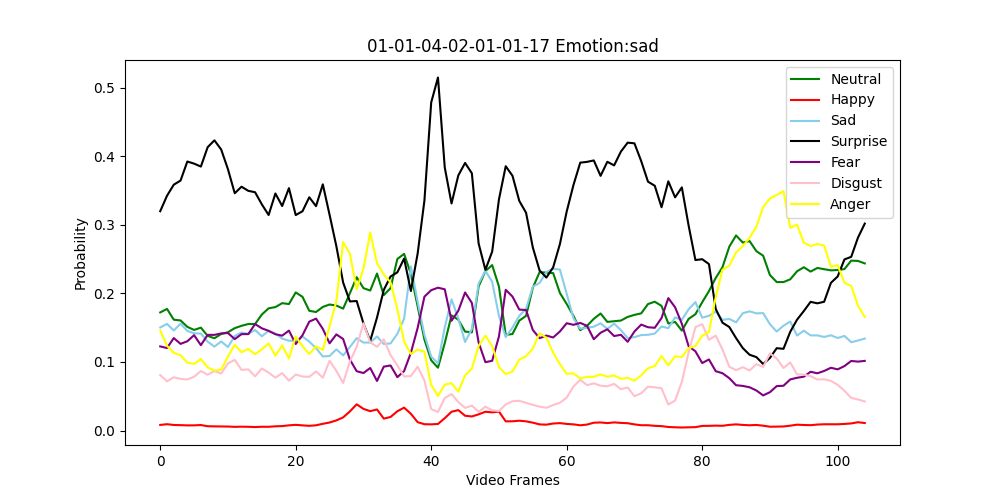 01-01-04-02-01-01-17 Emotion:sad
Neutral
Happy
Sad
Surprise
Fear
Disgust
Anger
Probability
0.5
0.4
0.3
0.2
0.1
0.0
0 20 40 60 80 100
Video Frames